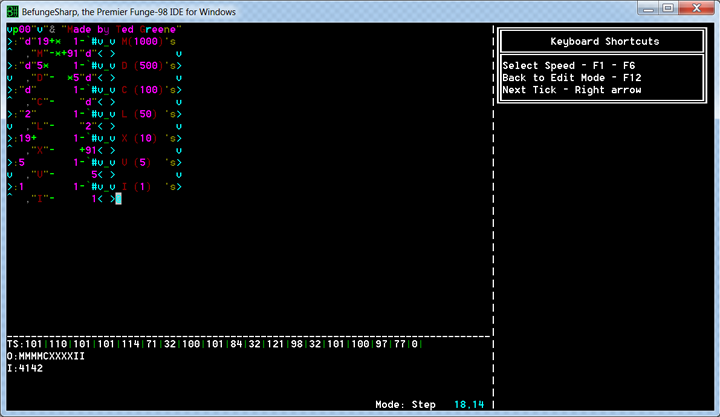 BefungeSharp, the Premier Funge-98 IDE for Windows
vp00"v"& "Made by Ted Greene"
>:"d"19+×  1-`#v_v M(1000)'s
^  ,"M"-×+91"d"< >         v
>:"d"5×    1-`#v_v D (500)'s>
v  ,"D"-  ×5"d"< >         v
>:"d"      1-`#v_v C (100)'s>
^  ,"C"-    "d"< >         v
>:"2"      1-`#v_v L (50) 's>
v  ,"L"-    "2"< >         v
>:19+      1-`#v_v X (10) 's>
^  ,"X"-    +91< >         v
>:5        1-`#v_v U (5)  's>
v  ,"U"-      5< >         v
>:1        1-`#v_v I (1)  's>
^  ,"I"-      1< >
TS:101|110|101|101|114|71|32|100|101|84|32|121|98|32|101|100|97|77|0|
O:MMMMCXXXXII
I:4142
Mode: Step  18,14
Keyboard Shortcuts
Select Speed - F1 - F6
Back to Edit Mode - F12
Next Tick - Right arrow